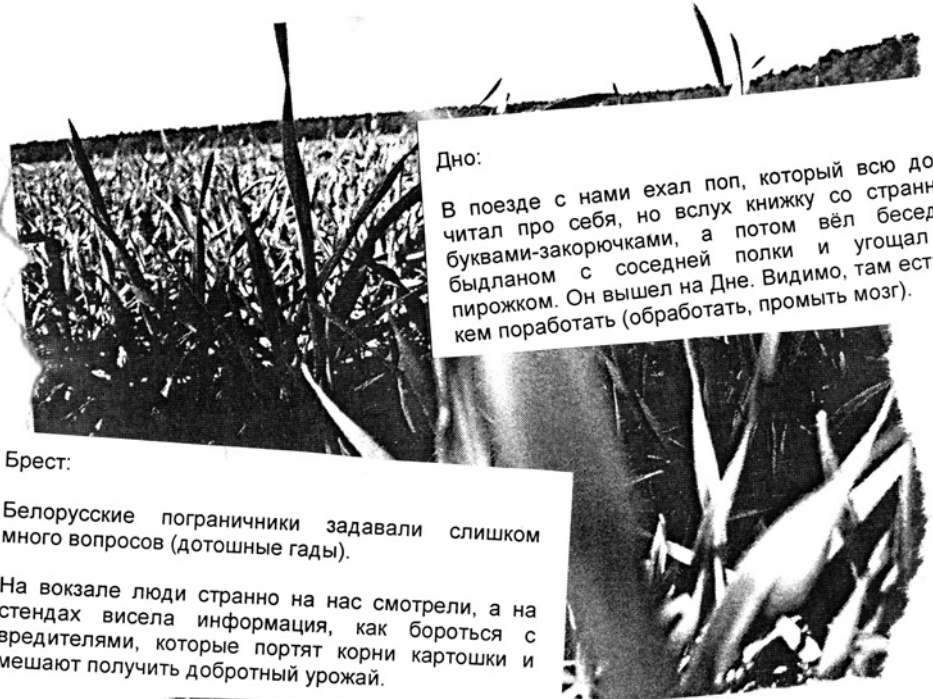 Дно:
В поезде с нами ехал поп, который всю до
читал про себя, но вслух книжку со странн
буквами-закорючками, а потом вёл бесед
быдланом с соседней полки и угощал
пирожком. Он вышел на Дне. Видимо, там ест
кем поработать (обработать, промыть мозг).
Брест:
Белорусские пограничники задавали слишком
много вопросов (дотошные гады).
На вокзале люди странно на нас смотрели, а на
стендах висела информация, как бороться с
вредителями, которые портят корни картошки и
мешают получить добротный урожай.